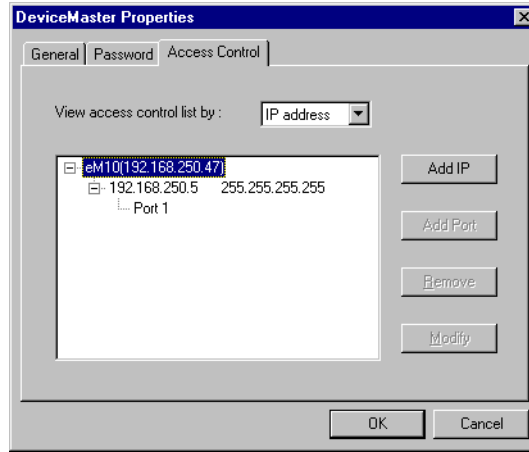 DeviceMaster Properties
General Password Access Control
View access control list by : IP address
eM10(192.168.250.47)
192.168.250.5 255.255.255.255
Port 1
Add IP
Add Port
Remove
Modify
OK Cancel